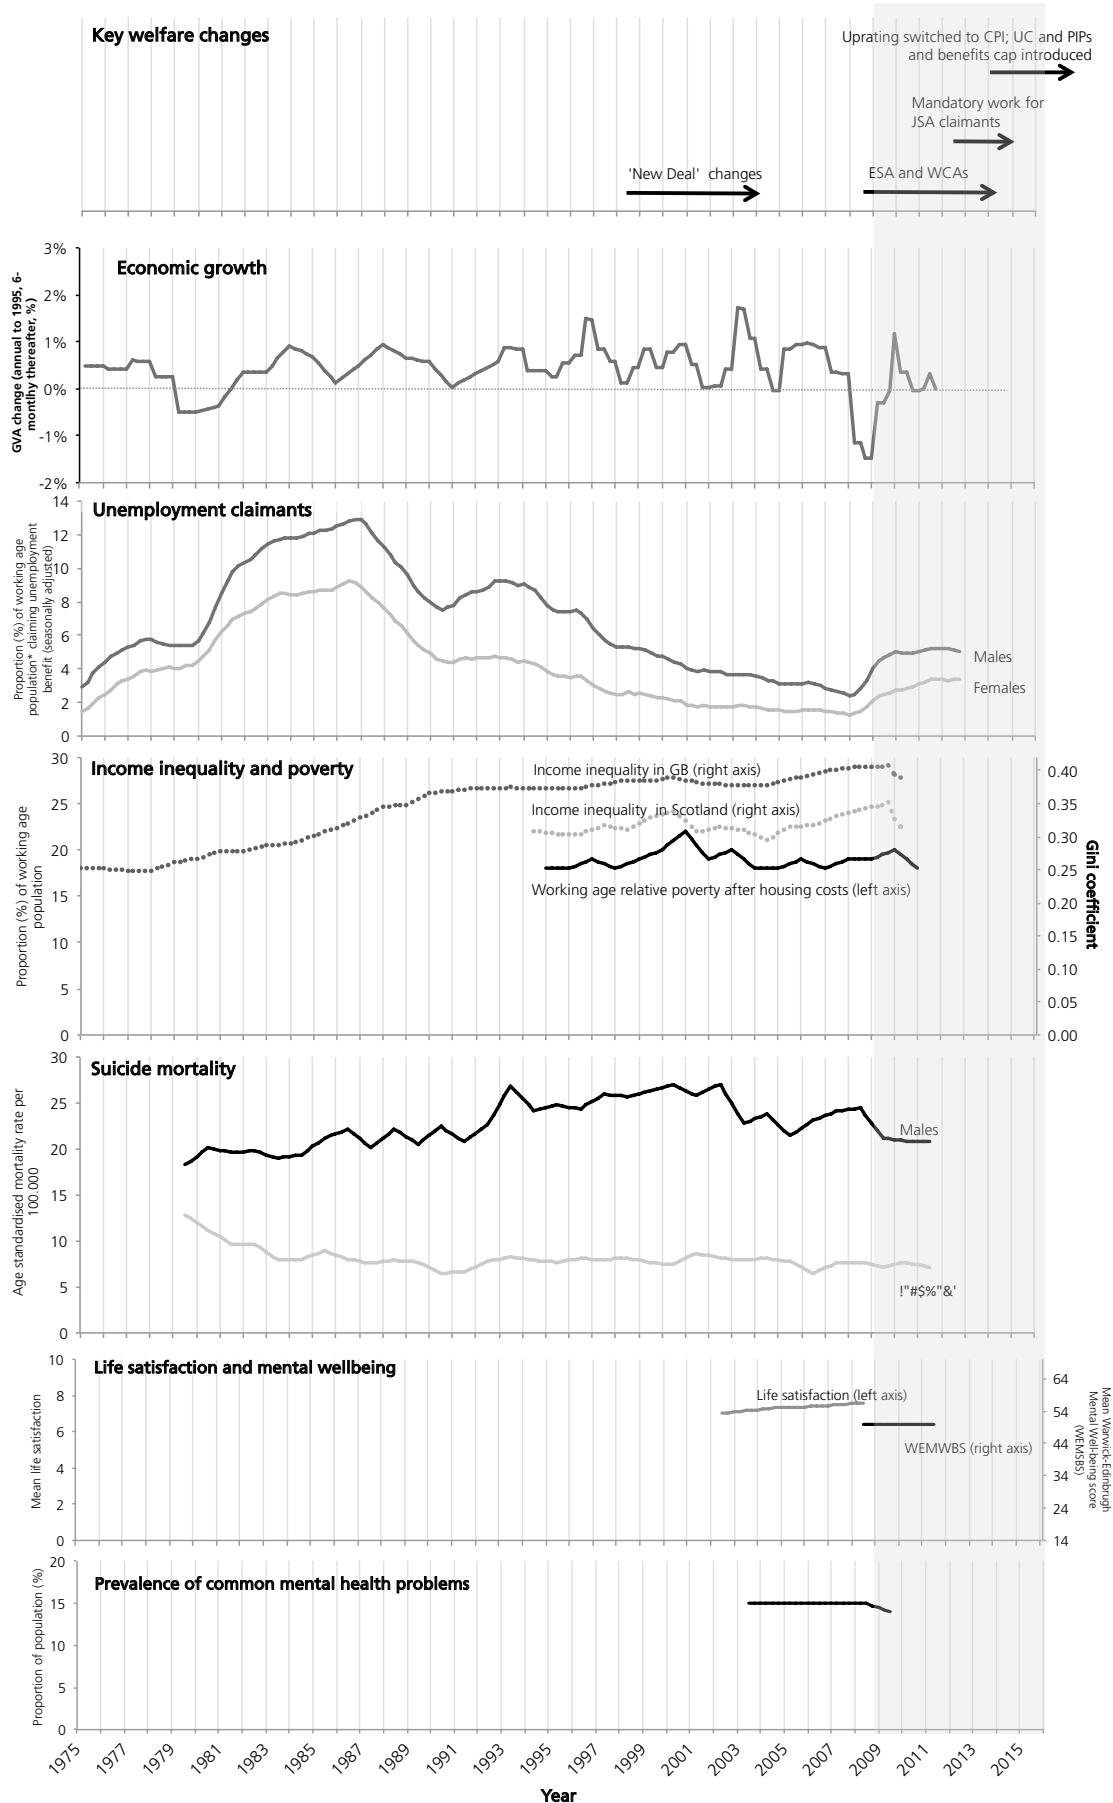 Key welfare changes
Uprating switched to CPI; UC and PIPs
and benefits cap introduced
Mandatory work for
JSA claimants
'New Deal' changes
ESA and WCAs
Economic growth
GVA change (annual to 1995, 6-
montlhy thereafter, %)
3%
2%
1%
0%
-1%
-2%
Unemployment claimants
Proportion (%) of working age
population* claiming unemployment
benefit (seasonally adjusted)
14
12
10
8
6
4
2
0
Males
Females
Income inequality and poverty
Proportion (%) of working age
population
30
25
20
15
10
5
0
Income inequality in GB (right axis)
Income inequality in Scotland (right axis)
Working age relative poverty after housing costs (left axis)
0.40
0.35
0.30
0.25
0.20
0.15
0.10
0.05
0.00
Gini coefficient
Suicide mortality
Age standardised mortality rate per
100.000
30
25
20
15
10
5
0
Males
!"#$%"&'
Life satisfaction and mental wellbeing
Mean life satisfaction
10
8
6
4
2
0
Life satisfaction (left axis)
WEMWBS (right axis)
64
54
44
34
24
14
Mean Warwick-Edinbrugh
Mental Well-being score
(WEMSBS)
Prevalence of common mental health problems
Proportion of population (%)
20
15
10
5
0
1975 1977 1979 1981 1983 1985 1987 1989 1991 1993 1995 1997 1999 2001 2003 2005 2007 2009 2011 2013 2015
Year